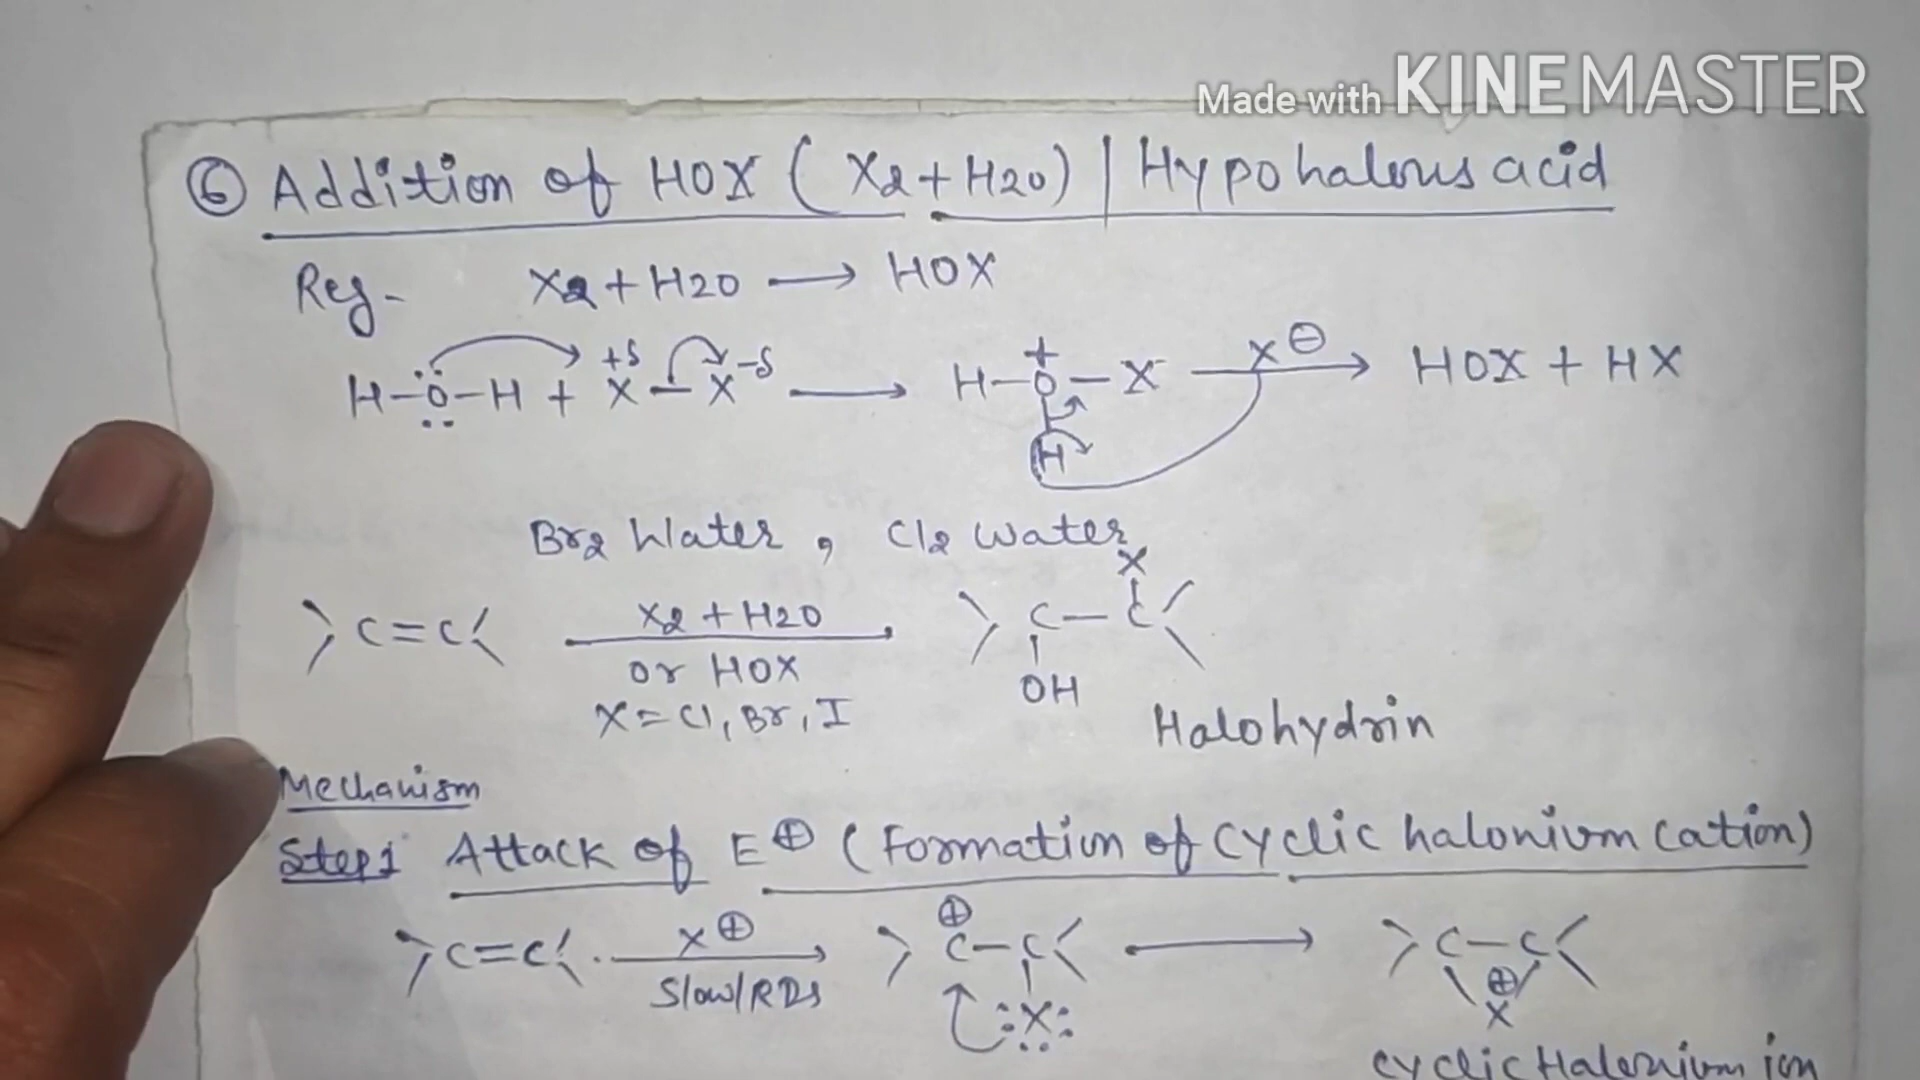 Made with KINEMASTER
⑥ Addition of HOX ( X2 + H2O) | Hypohalous acid
Reg- X2 + H2O ⟶ HOX
H-Ö-H + +δ X — X -δ ⟶ H-O+-X ⟶ X⊖ HOX + HX
H
Br2 Water, Cl2 water
>C=C< X2 + H2O or HOX X = Cl, Br, I >C-C< X OH
Halohydrin
Mechanism
Step1 Attack of E⊕ (Formation of Cyclic halonium cation)
>C=C< X⊕ Slow/RDS >C⊕-C< :X: ⟶ >C-C< ⊕ X
Cyclic Halonium ion